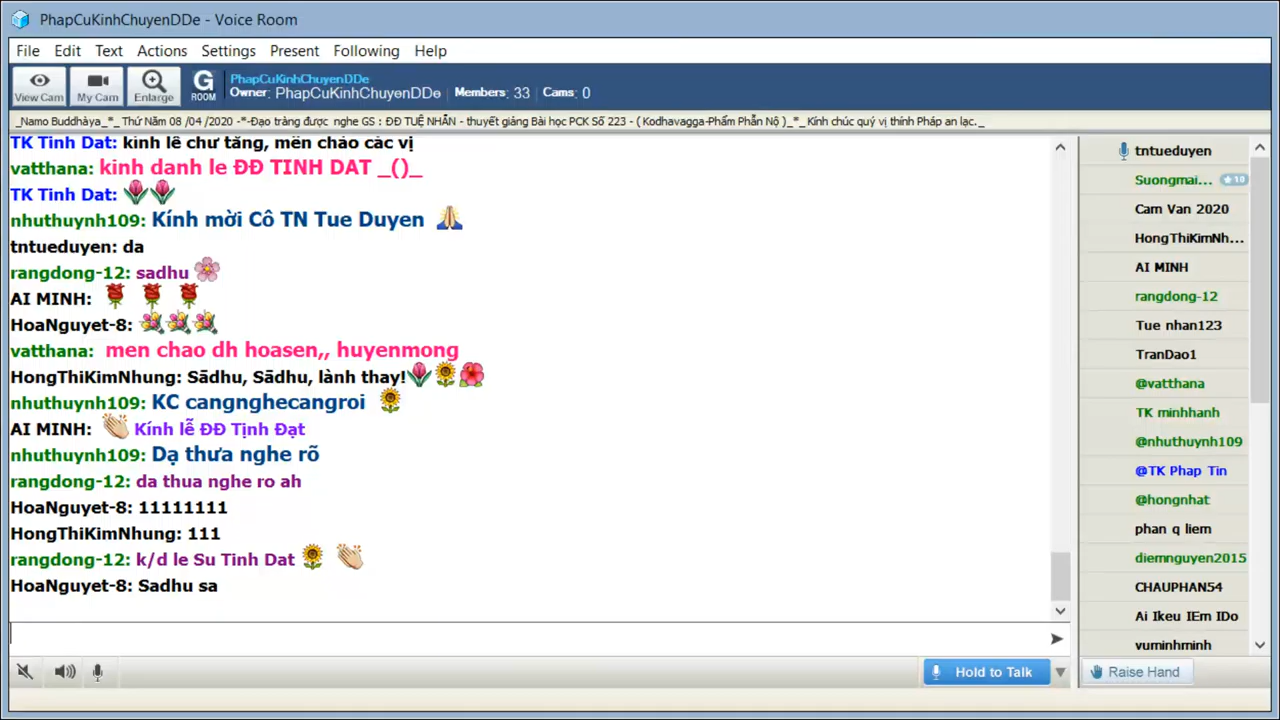 PhapCuKinhChuyenDDe - Voice Room
File Edit Text Actions Settings Present Following Help
View Cam My Cam Enlarge G ROOM
PhapCuKinhChuyenDDe
Owner: PhapCuKinhChuyenDDe Members: 33 Cams: 0
_Namo Buddhàya_*_Thứ Năm 08 /04 /2020 -*-Đạo tràng được nghe GS : ĐĐ TUỆ NHẪN - thuyết giảng Bài học PCK Số 223 - ( Kodhavagga-Phẩm Phẫn Nộ )_*_Kính chúc quý vị thính Pháp an lạc._
TK Tinh Dat: kính lễ chư tăng, mến chào các vị
vatthana: kinh danh le ĐĐ TINH DAT _()_
TK Tinh Dat:
nhuthuynh109: Kính mời Cô TN Tue Duyen
tntueduyen: da
rangdong-12: sadhu
AI MINH:
HoaNguyet-8:
vatthana: men chao dh hoasen,, huyenmong
HongThiKimNhung: Sādhu, Sādhu, lành thay!
nhuthuynh109: KC cangnghecangroi
AI MINH: Kính lễ ĐĐ Tịnh Đạt
nhuthuynh109: Dạ thưa nghe rõ
rangdong-12: da thua nghe ro ah
HoaNguyet-8: 11111111
HongThiKimNhung: 111
rangdong-12: k/d le Su Tinh Dat
HoaNguyet-8: Sadhu sa
Hold to Talk
tntueduyen
Suongmai... 10
Cam Van 2020
HongThiKimNh...
AI MINH
rangdong-12
Tue nhan123
TranDao1
@vatthana
TK minhhanh
@nhuthuynh109
@TK Phap Tin
@hongnhat
phan q liem
diemnguyen2015
CHAUPHAN54
Ai Ikeu IEm IDo
vuminhminh
Raise Hand